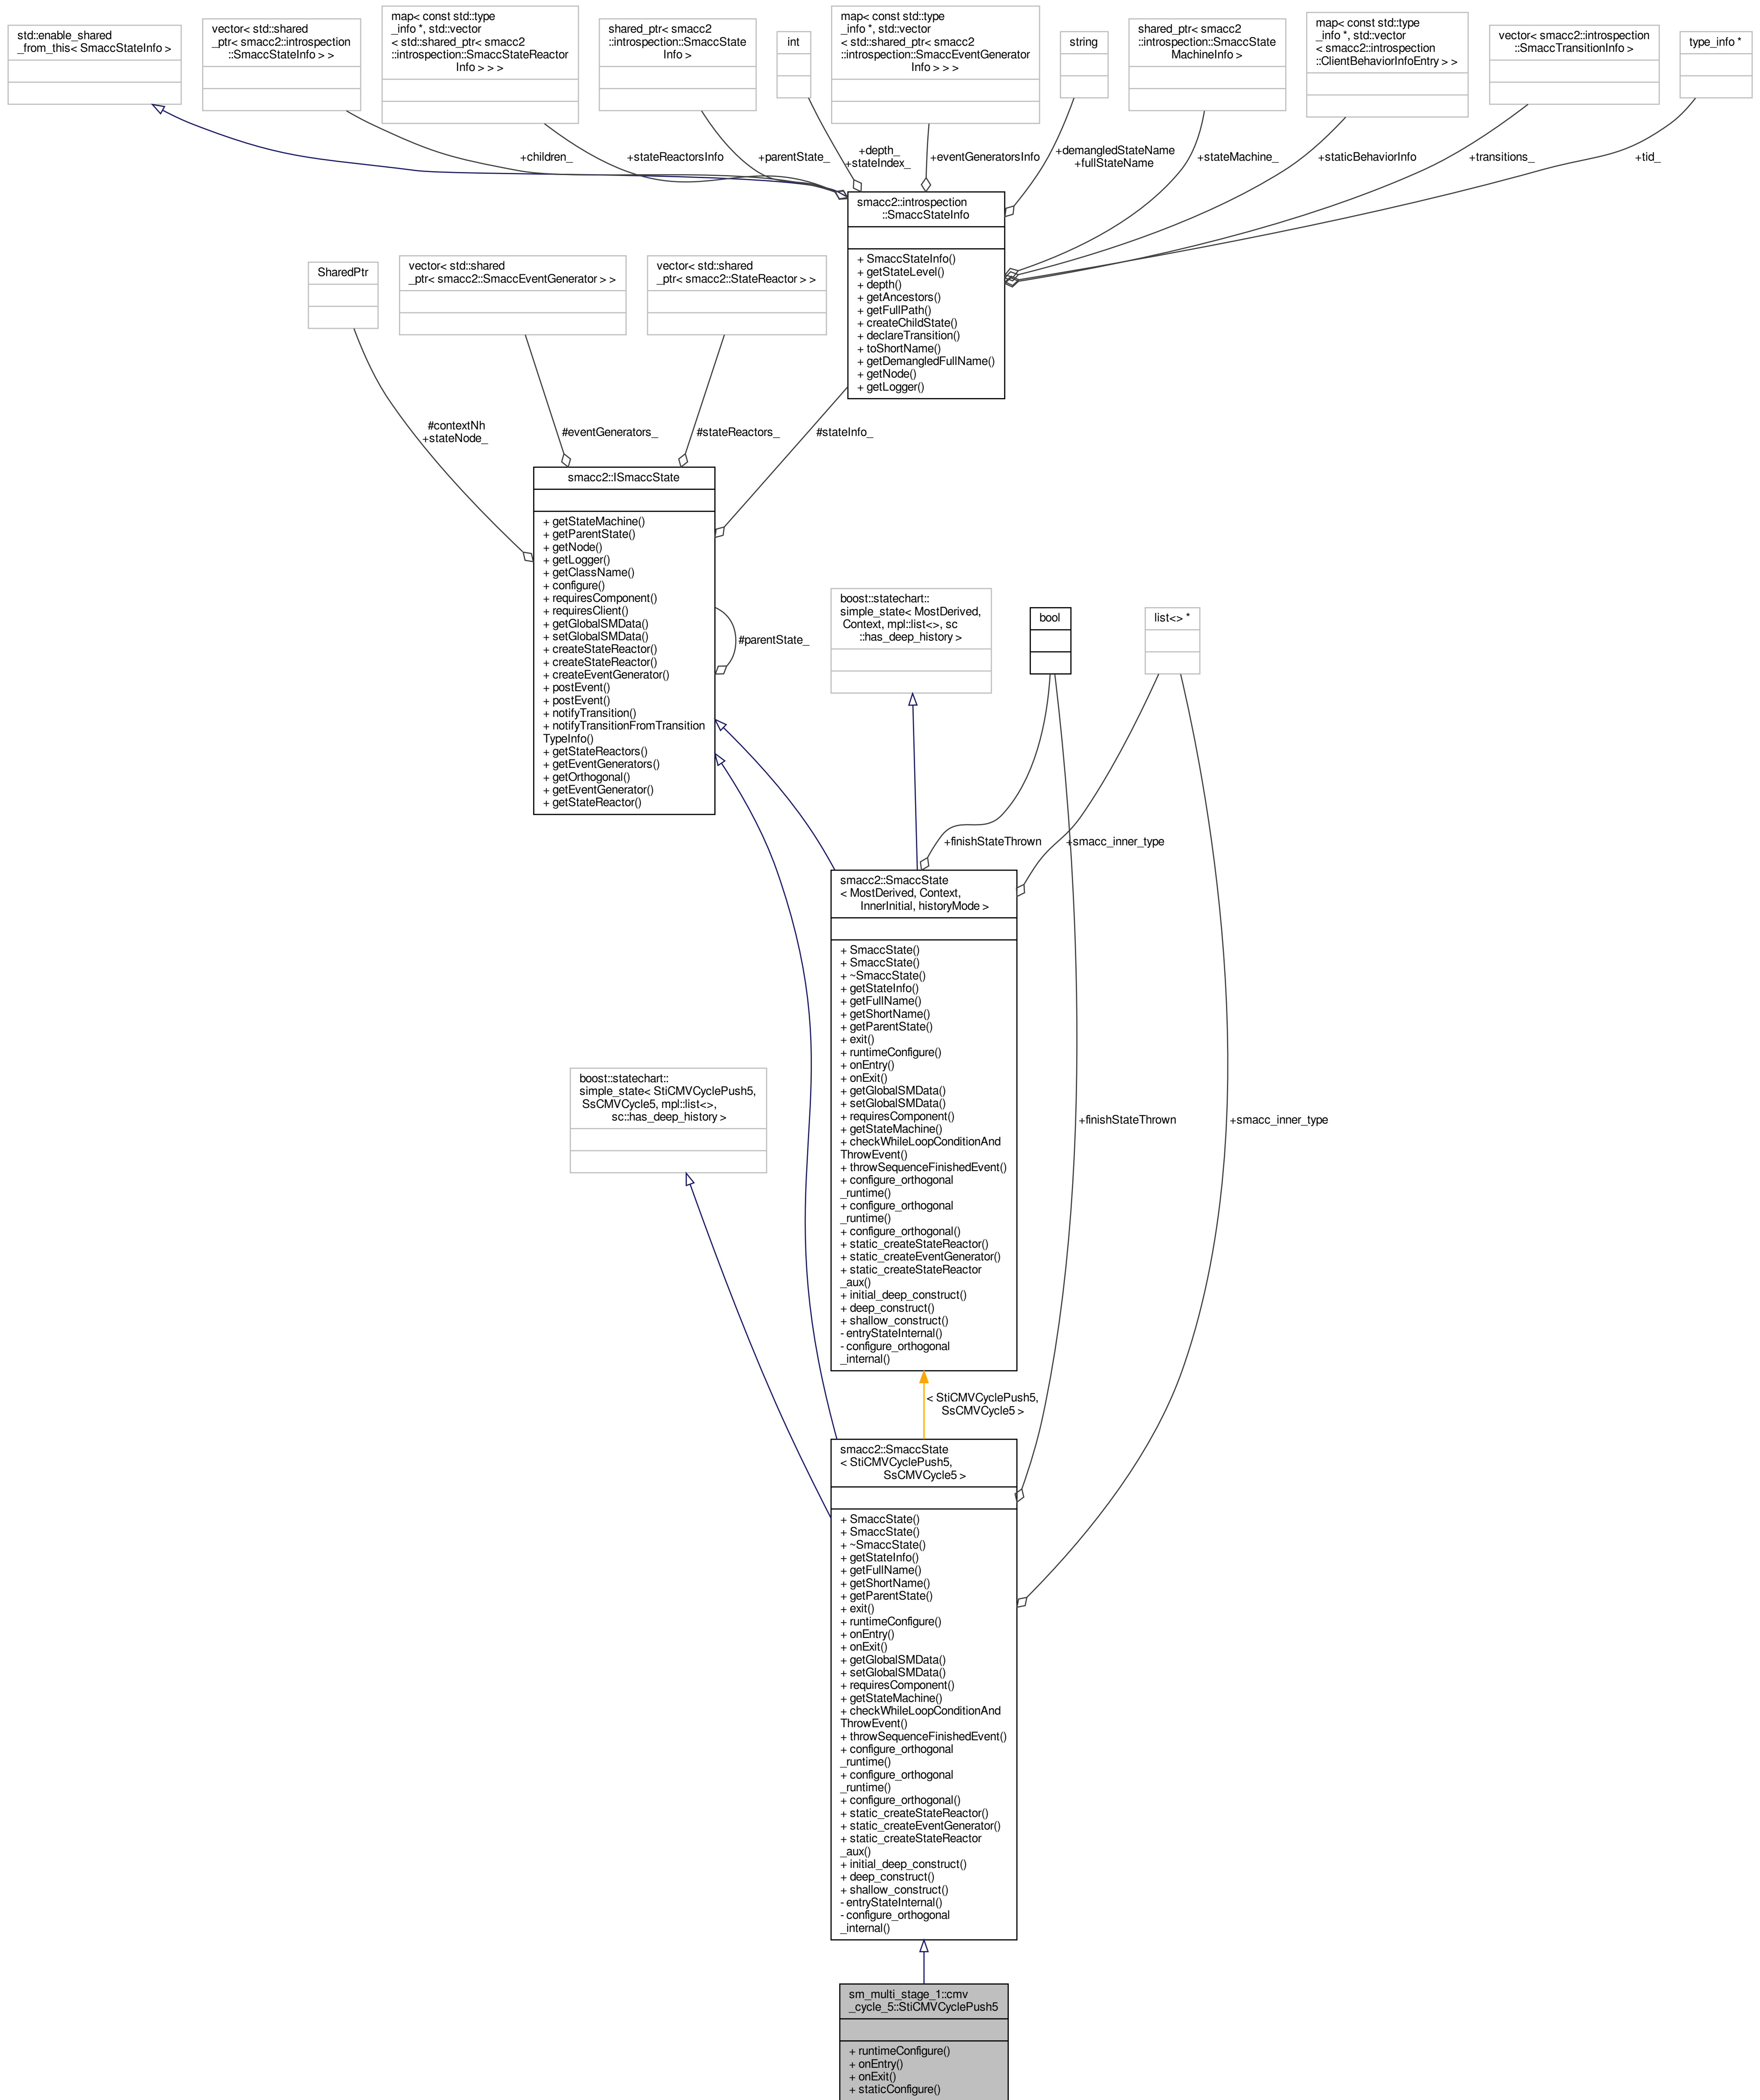 std::enable_shared
_from_this< SmaccStateInfo >
vector< std::shared
_ptr< smacc2::introspection
::SmaccStateInfo > >
map< const std::type
_info *, std::vector
< std::shared_ptr< smacc2
::introspection::SmaccStateReactor
Info > > >
shared_ptr< smacc2
::introspection::SmaccState
Info >
int
map< const std::type
_info *, std::vector
< std::shared_ptr< smacc2
::introspection::SmaccEventGenerator
Info > > >
string
shared_ptr< smacc2
::introspection::SmaccState
MachineInfo >
map< const std::type
_info *, std::vector
< smacc2::introspection
::ClientBehaviorInfoEntry > >
vector< smacc2::introspection
::SmaccTransitionInfo >
type_info *
+children_
+stateReactorsInfo
+parentState_
+depth_
+stateIndex_
+eventGeneratorsInfo
+demangledStateName
+fullStateName
+stateMachine_
+staticBehaviorInfo
+transitions_
+tid_
smacc2::introspection
::SmaccStateInfo
+ SmaccStateInfo()
+ getStateLevel()
+ depth()
+ getAncestors()
+ getFullPath()
+ createChildState()
+ declareTransition()
+ toShortName()
+ getDemangledFullName()
+ getNode()
+ getLogger()
SharedPtr
vector< std::shared
_ptr< smacc2::SmaccEventGenerator > >
vector< std::shared
_ptr< smacc2::StateReactor > >
#contextNh
+stateNode_
#eventGenerators_
#stateReactors_
#stateInfo_
smacc2::ISmaccState
+ getStateMachine()
+ getParentState()
+ getNode()
+ getLogger()
+ getClassName()
+ configure()
+ requiresComponent()
+ requiresClient()
+ getGlobalSMData()
+ setGlobalSMData()
+ createStateReactor()
+ createStateReactor()
+ createEventGenerator()
+ postEvent()
+ postEvent()
+ notifyTransition()
+ notifyTransitionFromTransition
TypeInfo()
+ getStateReactors()
+ getEventGenerators()
+ getOrthogonal()
+ getEventGenerator()
+ getStateReactor()
#parentState_
boost::statechart::
simple_state< MostDerived,
Context, mpl::list<>, sc
::has_deep_history >
bool
list<> *
+finishStateThrown
+smacc_inner_type
smacc2::SmaccState
< MostDerived, Context,
InnerInitial, historyMode >
+ SmaccState()
+ SmaccState()
+ ~SmaccState()
+ getStateInfo()
+ getFullName()
+ getShortName()
+ getParentState()
+ exit()
+ runtimeConfigure()
+ onEntry()
+ onExit()
+ getGlobalSMData()
+ setGlobalSMData()
+ requiresComponent()
+ getStateMachine()
+ checkWhileLoopConditionAnd
ThrowEvent()
+ throwSequenceFinishedEvent()
+ configure_orthogonal
_runtime()
+ configure_orthogonal
_runtime()
+ configure_orthogonal()
+ static_createStateReactor()
+ static_createEventGenerator()
+ static_createStateReactor
_aux()
+ initial_deep_construct()
+ deep_construct()
+ shallow_construct()
- entryStateInternal()
- configure_orthogonal
_internal()
boost::statechart::
simple_state< StiCMVCyclePush5,
SsCMVCycle5, mpl::list<>,
sc::has_deep_history >
+finishStateThrown
+smacc_inner_type
< StiCMVCyclePush5,
SsCMVCycle5 >
smacc2::SmaccState
< StiCMVCyclePush5,
SsCMVCycle5 >
+ SmaccState()
+ SmaccState()
+ ~SmaccState()
+ getStateInfo()
+ getFullName()
+ getShortName()
+ getParentState()
+ exit()
+ runtimeConfigure()
+ onEntry()
+ onExit()
+ getGlobalSMData()
+ setGlobalSMData()
+ requiresComponent()
+ getStateMachine()
+ checkWhileLoopConditionAnd
ThrowEvent()
+ throwSequenceFinishedEvent()
+ configure_orthogonal
_runtime()
+ configure_orthogonal
_runtime()
+ configure_orthogonal()
+ static_createStateReactor()
+ static_createEventGenerator()
+ static_createStateReactor
_aux()
+ initial_deep_construct()
+ deep_construct()
+ shallow_construct()
- entryStateInternal()
- configure_orthogonal
_internal()
sm_multi_stage_1::cmv
_cycle_5::StiCMVCyclePush5
+ runtimeConfigure()
+ onEntry()
+ onExit()
+ staticConfigure()